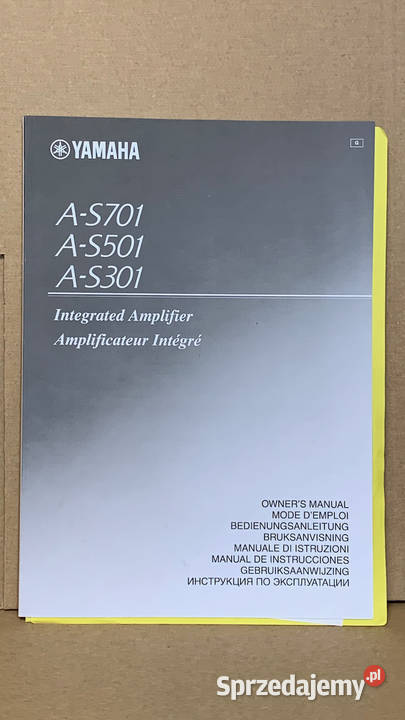 YAMAHA
G
A-S701
A-S501
A-S301
Integrated Amplifier
Amplificateur Intégré
OWNER'S MANUAL
MODE D'EMPLOI
BEDIENUNGSANLEITUNG
BRUKSANVISNING
MANUALE DI ISTRUZIONI
MANUAL DE INSTRUCCIONES
GEBRUIKSAANWIJZING
ИНСТРУКЦИЯ ПО ЭКСПЛУАТАЦИИ
Sprzedajemy.pl